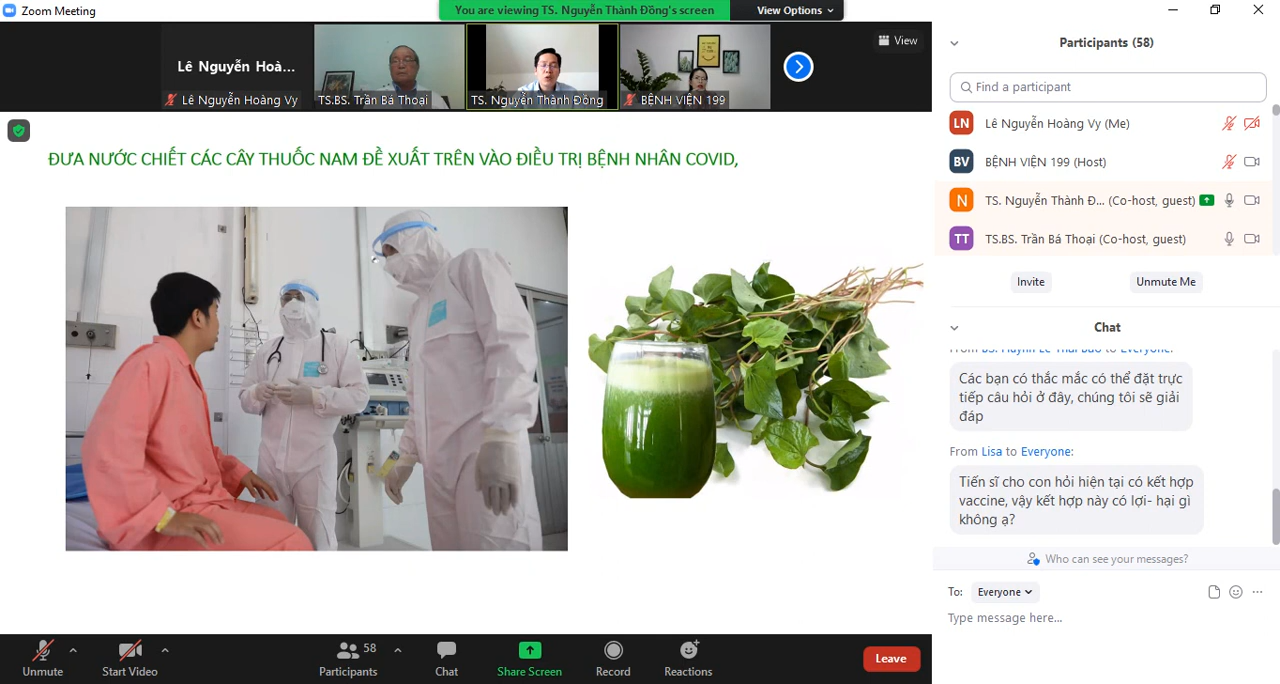 Zoom Meeting
You are viewing TS. Nguyễn Thành Đồng's screen
View Options
Lê Nguyễn Hoà...
Lê Nguyễn Hoàng Vy
TS.BS. Trần Bá Thoại
TS. Nguyễn Thành Đồng
BỆNH VIỆN 199
View
ĐƯA NƯỚC CHIẾT CÁC CÂY THUỐC NAM ĐỀ XUẤT TRÊN VÀO ĐIỀU TRỊ BỆNH NHÂN COVID,
Participants (58)
Find a participant
LN Lê Nguyễn Hoàng Vy (Me)
BV BỆNH VIỆN 199 (Host)
N TS. Nguyễn Thành Đ... (Co-host, guest)
TT TS.BS. Trần Bá Thoại (Co-host, guest)
Invite
Unmute Me
Chat
Các bạn có thắc mắc có thể đặt trực
tiếp câu hỏi ở đây, chúng tôi sẽ giải
đáp
From Lisa to Everyone:
Tiến sĩ cho con hỏi hiện tại có kết hợp
vaccine, vậy kết hợp này có lợi- hại gì
không ạ?
Who can see your messages?
To: Everyone
Type message here...
Unmute
Start Video
58
Participants
Chat
Share Screen
Record
Reactions
Leave